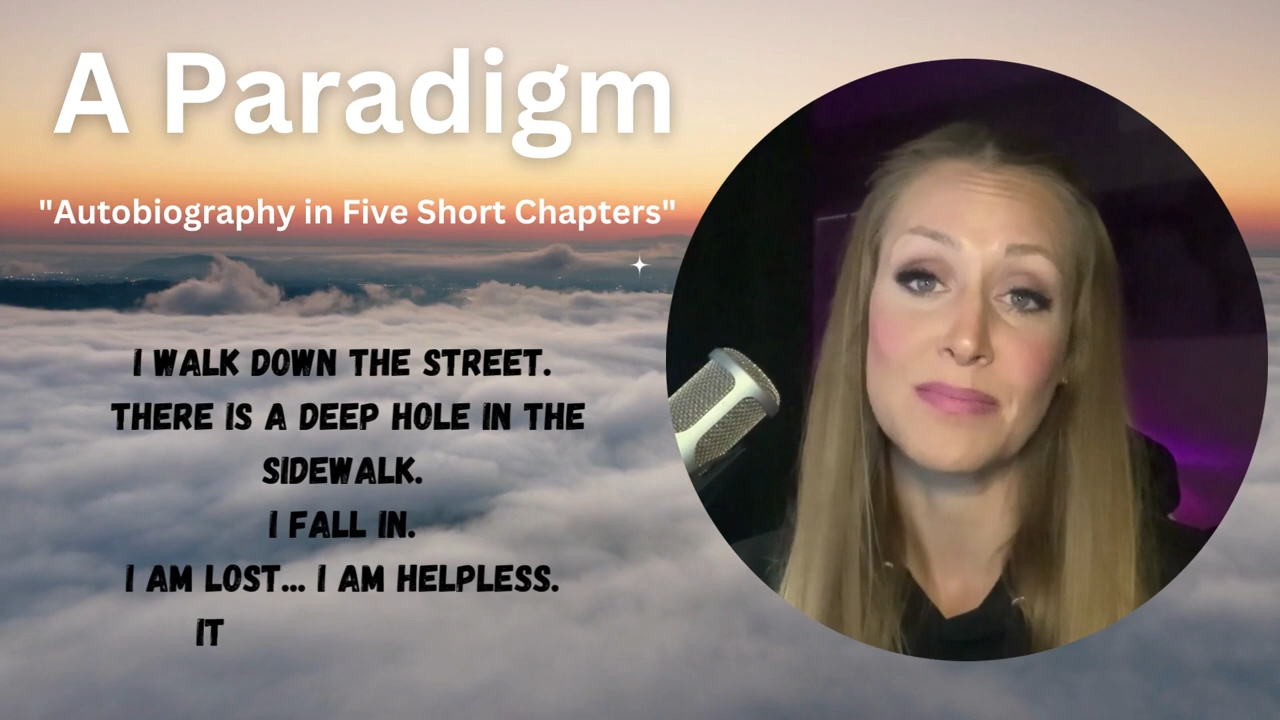 A Paradigm
"Autobiography in Five Short Chapters"
I WALK DOWN THE STREET.
THERE IS A DEEP HOLE IN THE
SIDEWALK.
I FALL IN.
I AM LOST... I AM HELPLESS.
IT